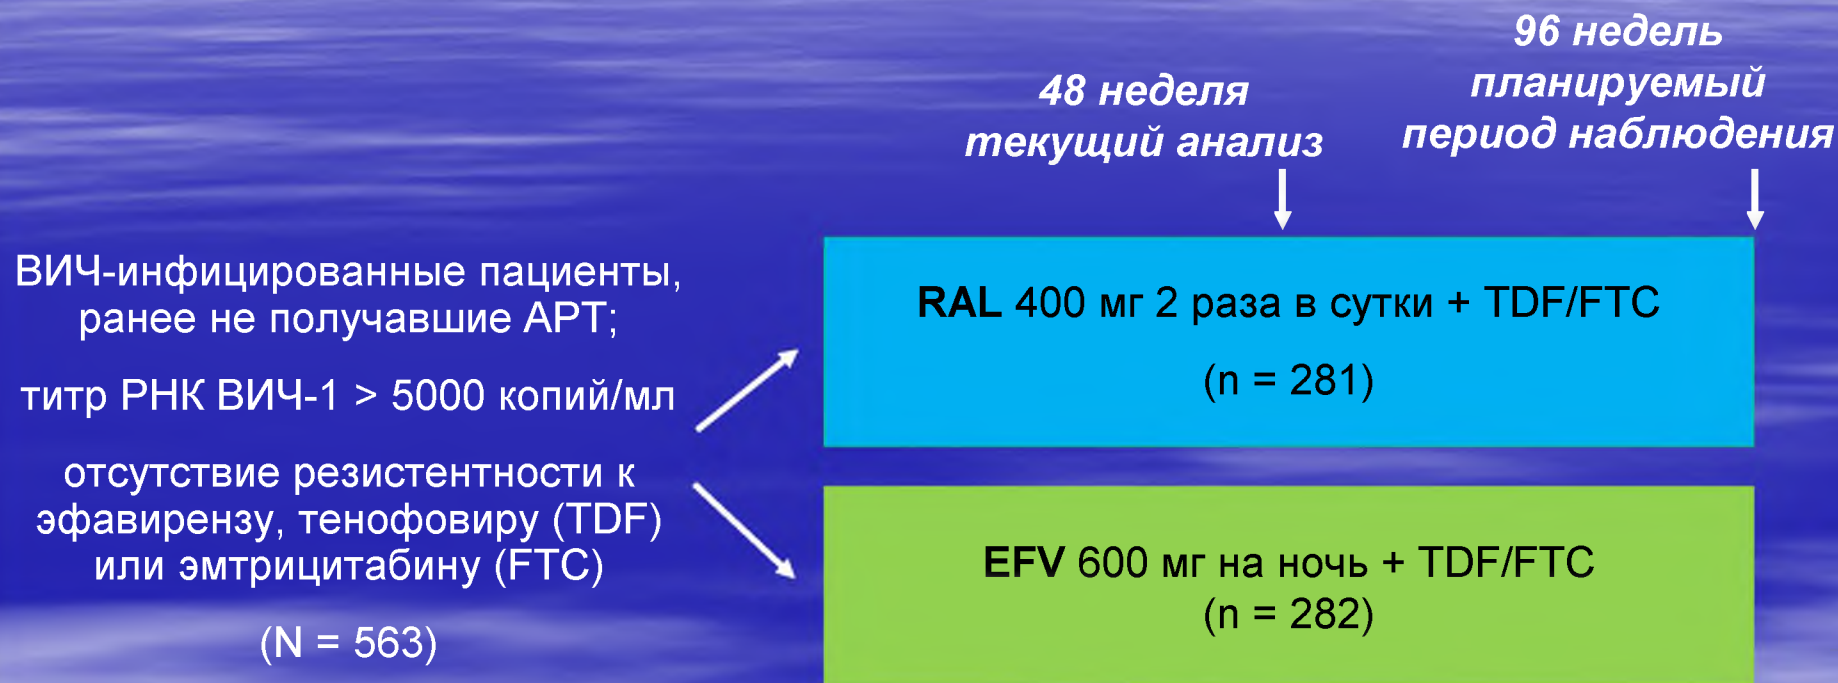 96 недель
планируемый
период наблюдения
48 неделя
текущий анализ
ВИЧ-инфицированные пациенты,
ранее не получавшие АРТ;
титр РНК ВИЧ-1 > 5000 копий/мл
отсутствие резистентности к
эфавирензу, тенофовиру (TDF)
или эмтрицитабину (FTC)
(N = 563)
RAL 400 мг 2 раза в сутки + TDF/FTC
(n = 281)
EFV 600 мг на ночь + TDF/FTC
(n = 282)